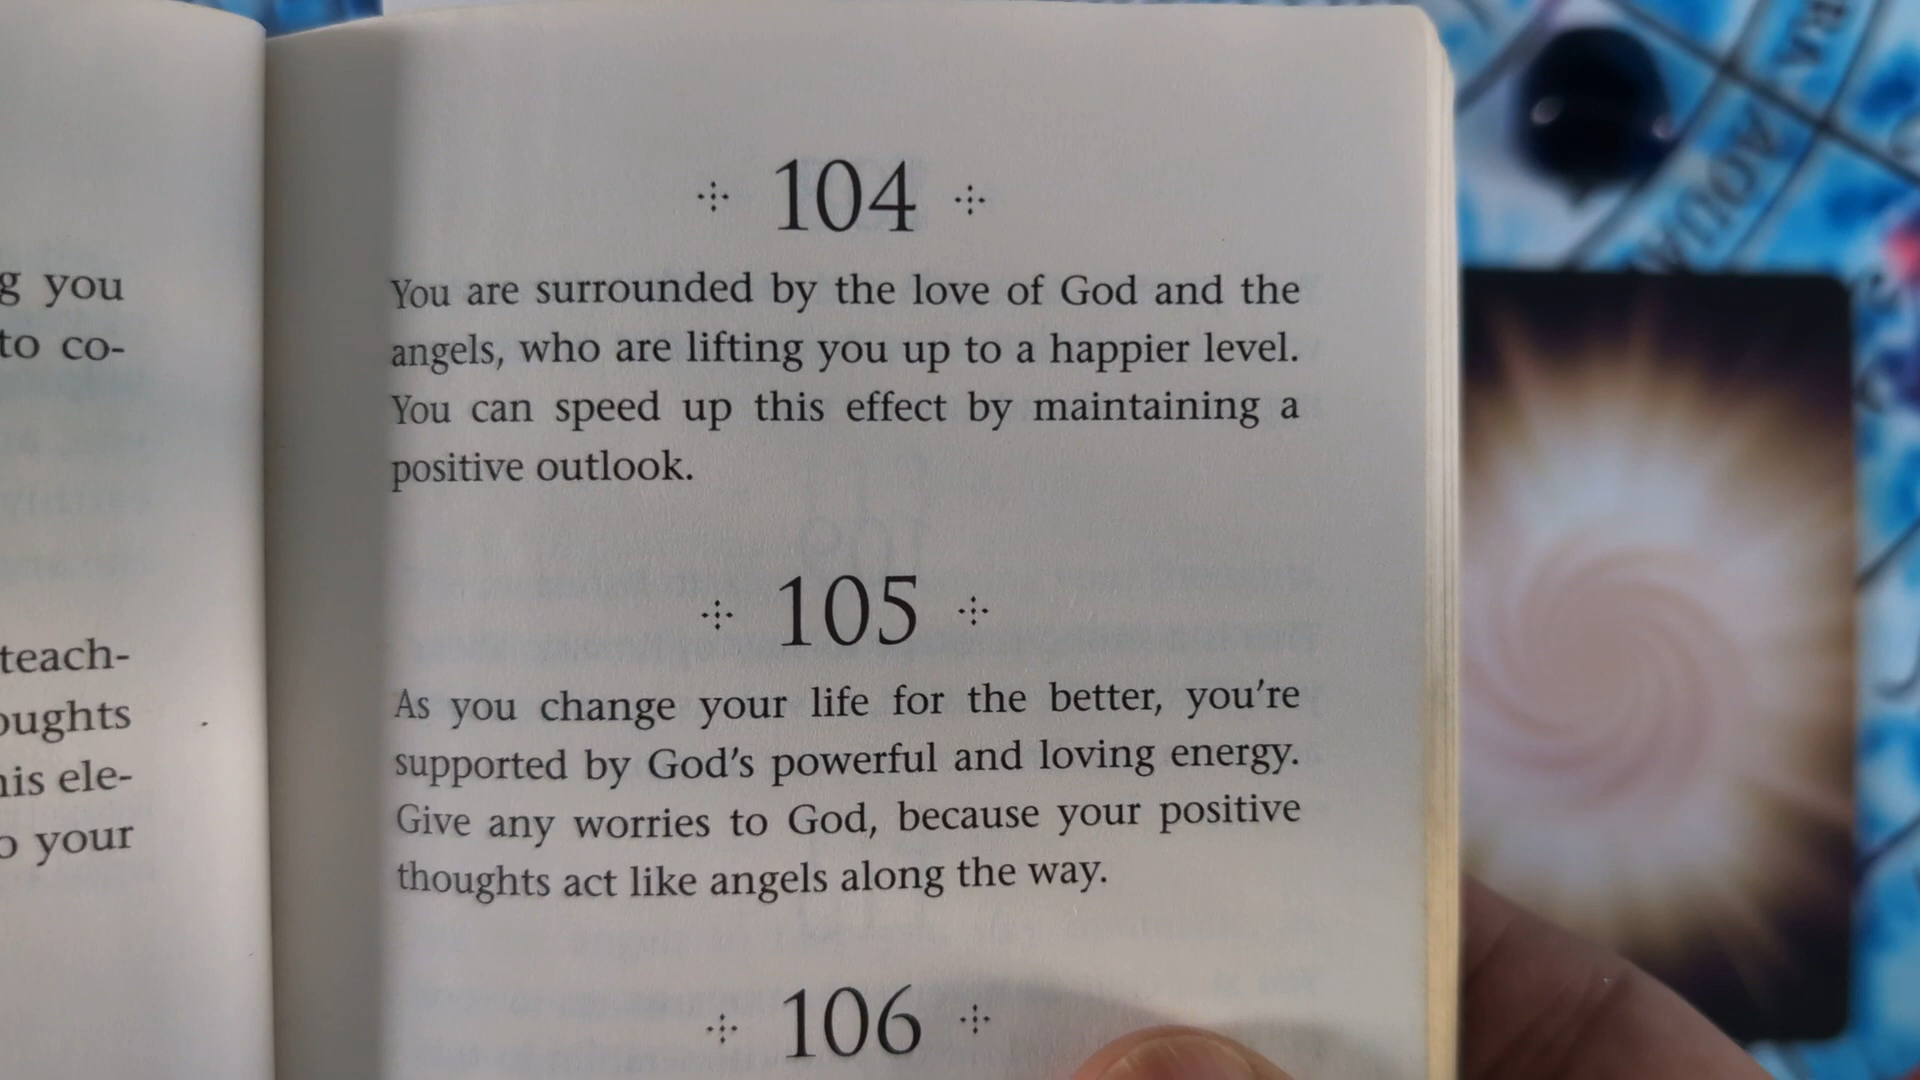 g you
to co-
teach-
oughts
his ele-
o your
104
You are surrounded by the love of God and the
angels, who are lifting you up to a happier level.
You can speed up this effect by maintaining a
positive outlook.
105
As you change your life for the better, you're
supported by God's powerful and loving energy.
Give any worries to God, because your positive
thoughts act like angels along the way.
106